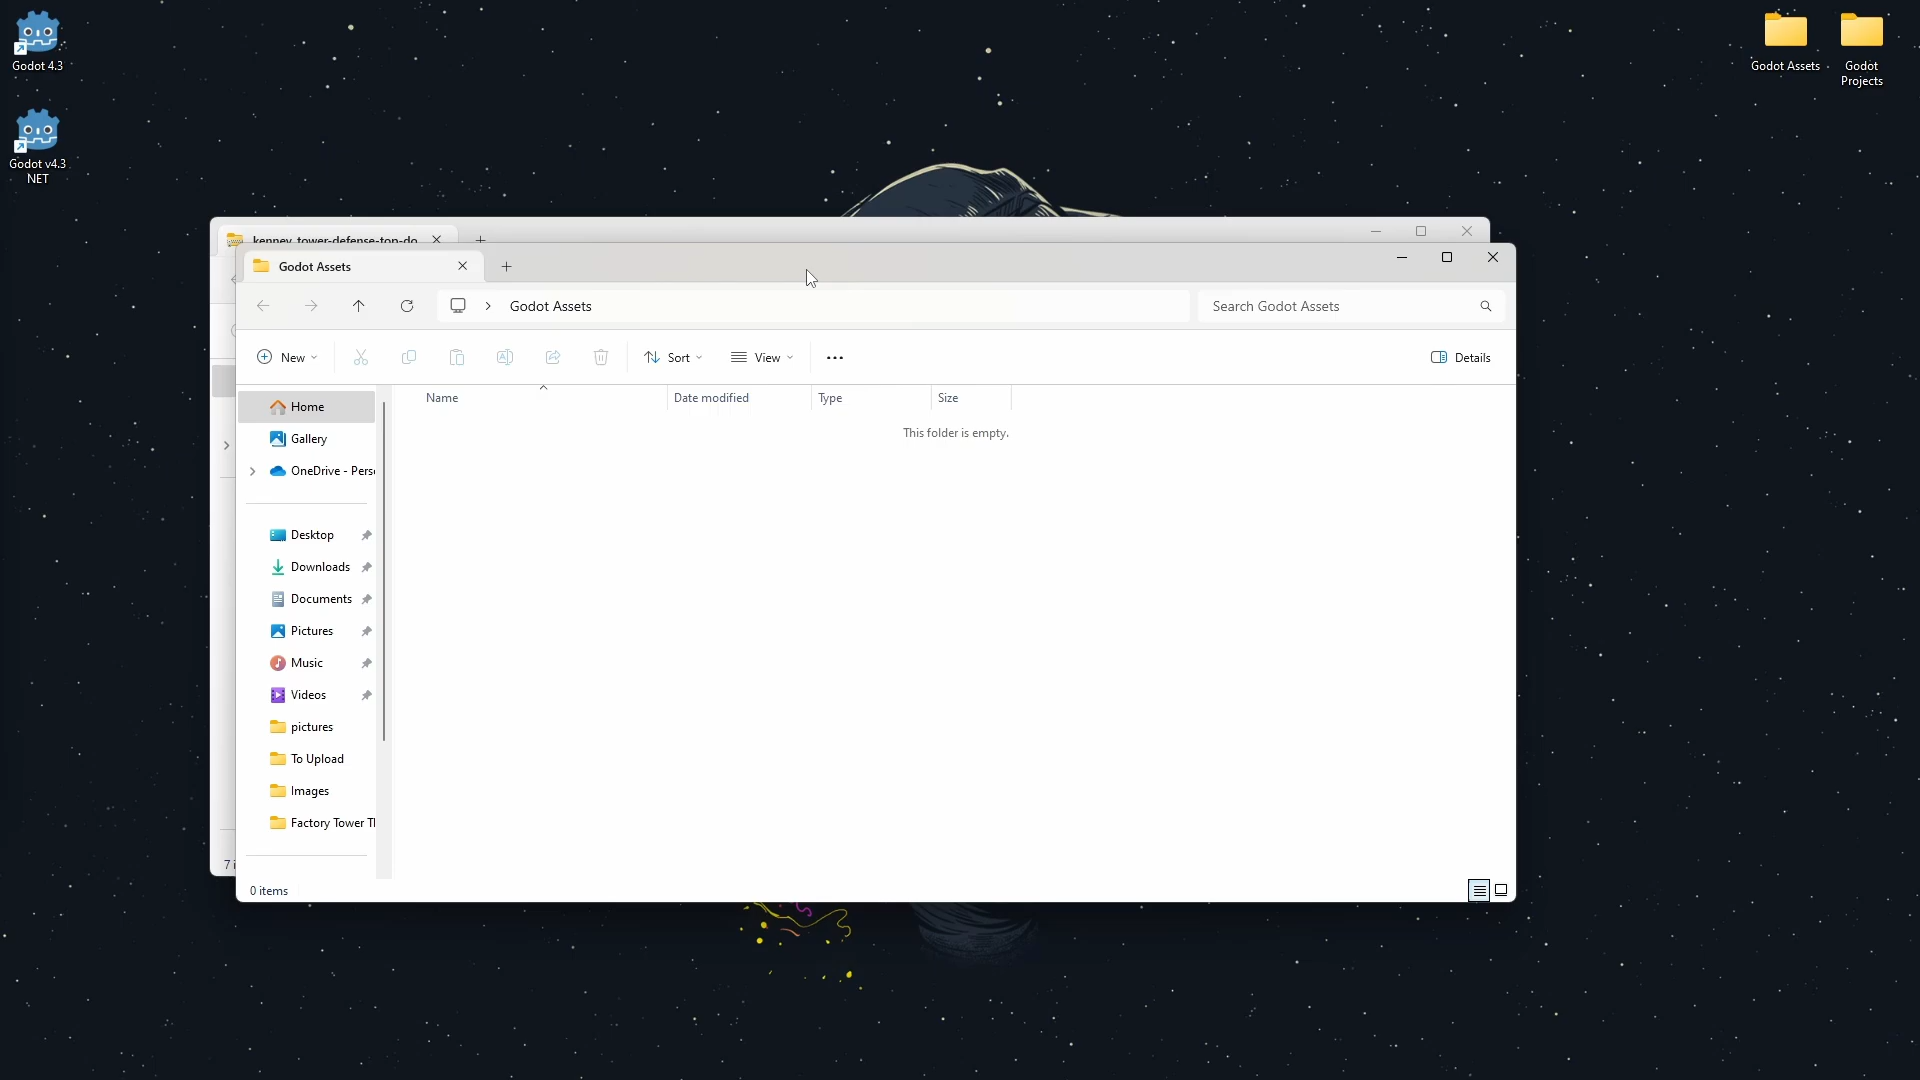 Godot 4.3
Godot v4.3
NET
Godot Assets
Godot
Projects
kenney_tower-defense-top-do
Godot Assets
Godot Assets
Search Godot Assets
New
Sort
View
Details
Home
Gallery
OneDrive - Pers
Desktop
Downloads
Documents
Pictures
Music
Videos
pictures
To Upload
Images
Factory Tower T
Name
Date modified
Type
Size
This folder is empty.
7 i
0 items